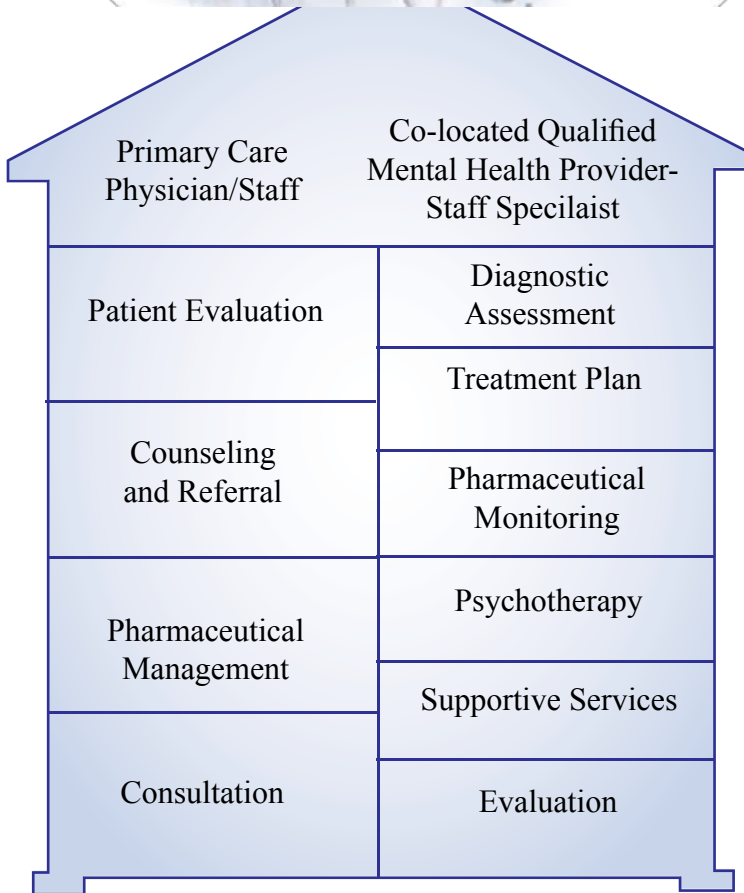 Primary Care
Physician/Staff
Co-located Qualified
Mental Health Provider-
Staff Specilaist
Patient Evaluation
Counseling
and Referral
Pharmaceutical
Management
Consultation
Diagnostic
Assessment
Treatment Plan
Pharmaceutical
Monitoring
Psychotherapy
Supportive Services
Evaluation